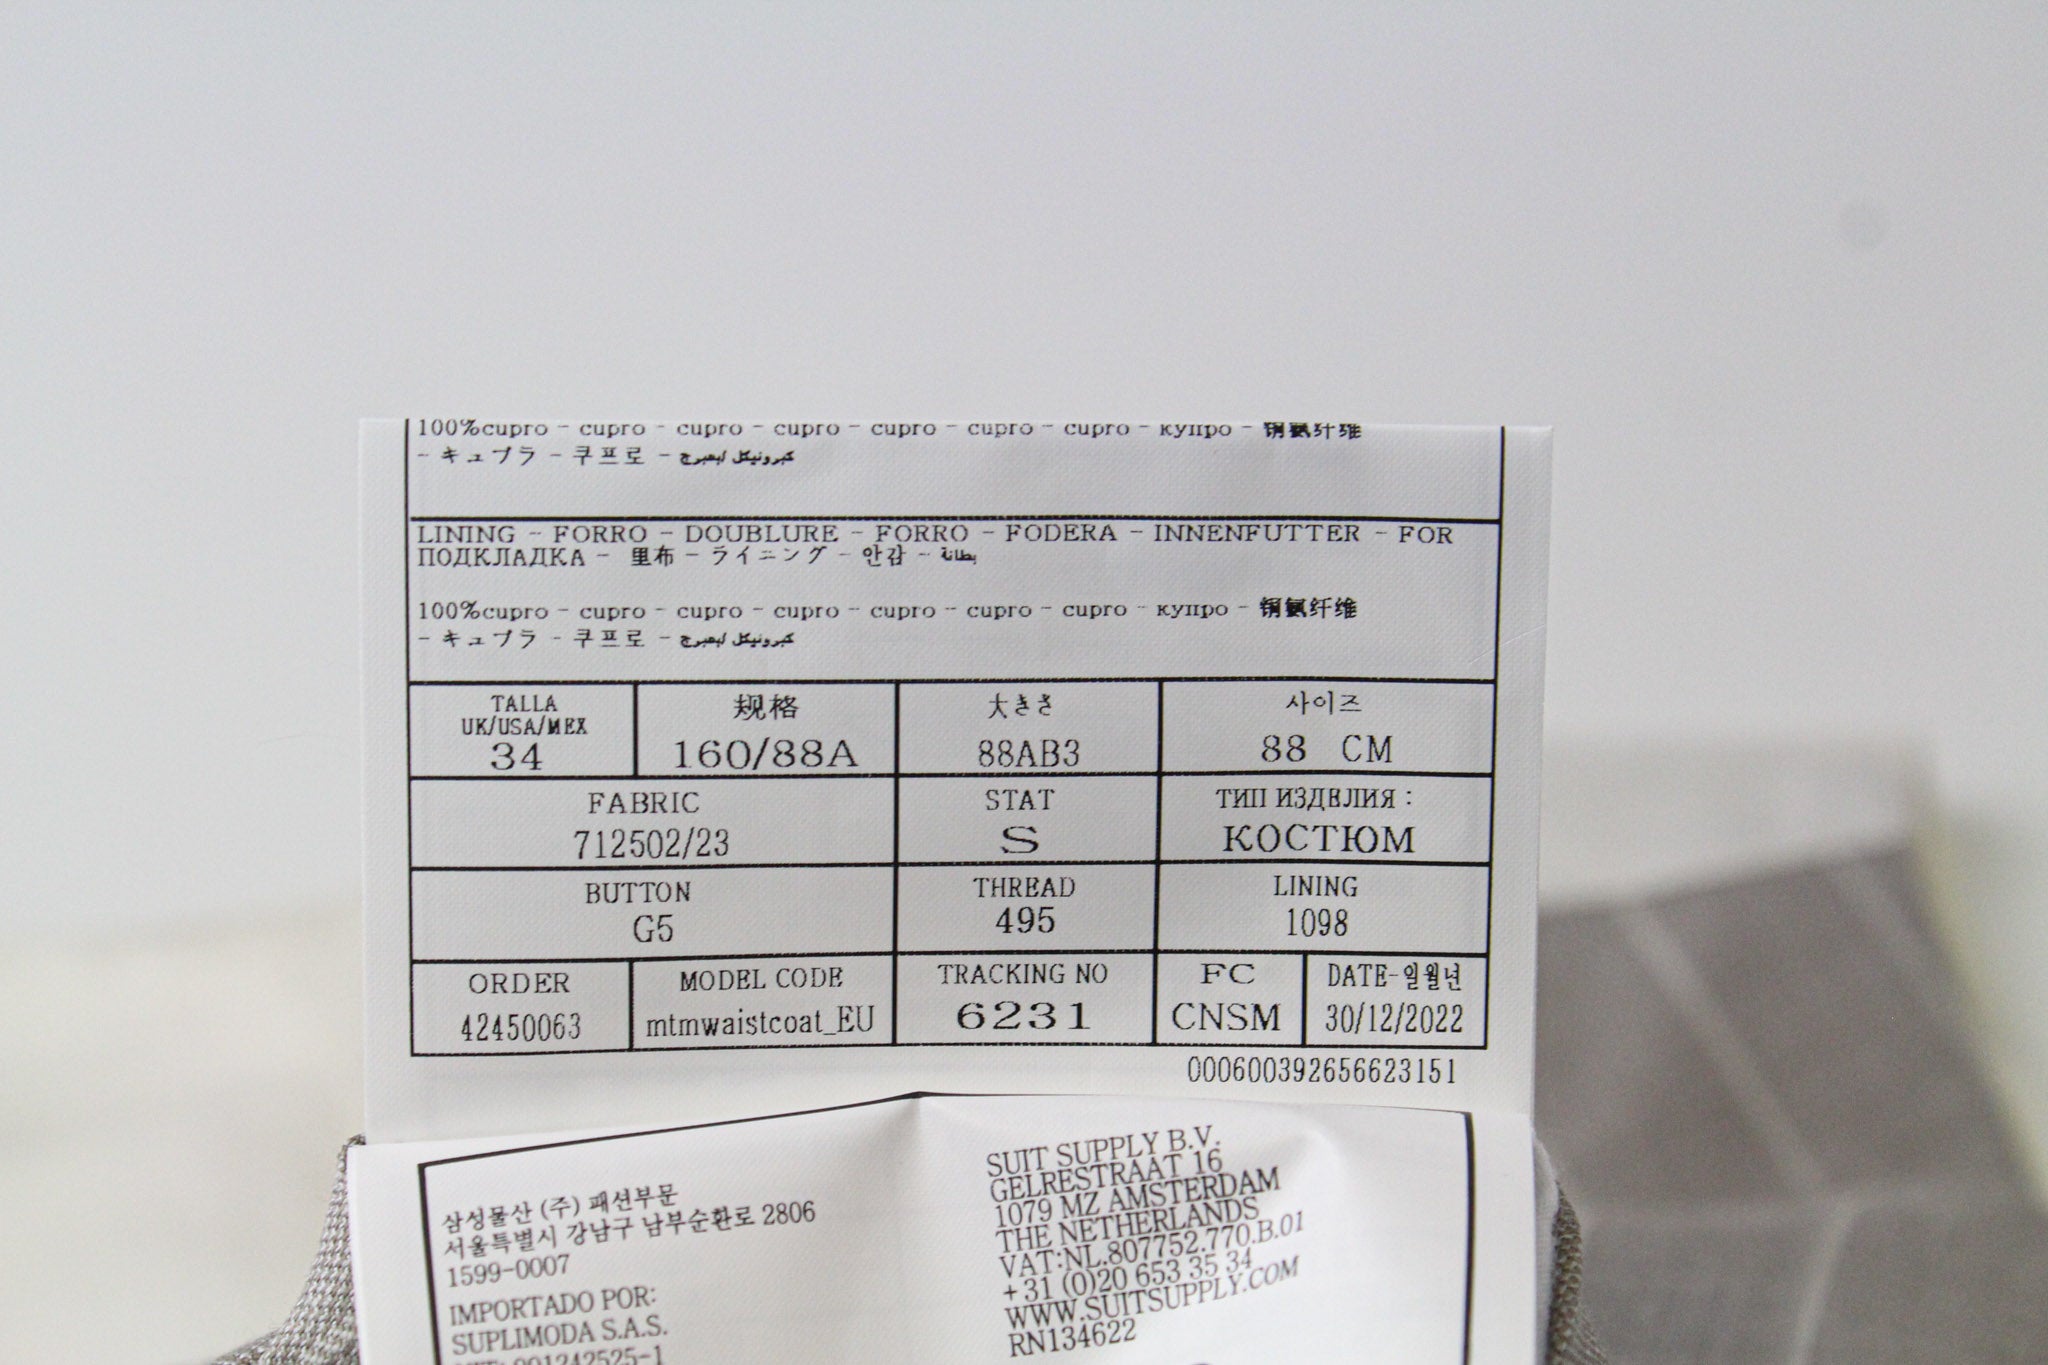 100%cupro - cupro - cupro - cupro - cupro - cupro - cupro - купро - 铜氨纤维
- キュプラ - 쿠프로 - كبرونيكل ليمبرج
LINING - FORRO - DOUBLURE - FORRO - FODERA - INNENFUTTER - FOR
ПОДКЛАДКА - 里布 - ライニング - 안감 - بطانة
100%cupro - cupro - cupro - cupro - cupro - cupro - cupro - купро - 铜氨纤维
- キュプラ - 쿠프로 - كبرونيكل ليمبرج
TALLA
UK/USA/MEX
34
规格
160/88A
大きさ
88AB3
사이즈
88 CM
FABRIC
712502/23
STAT
S
ТИП ИЗДЕЛИЯ :
КОСТЮМ
BUTTON
G5
THREAD
495
LINING
1098
ORDER
42450063
MODEL CODE
mtmwaistcoat_EU
TRACKING NO
6231
FC
CNSM
DATE-일월년
30/12/2022
000600392656623151
삼성물산 (주) 패션부문
서울특별시 강남구 남부순환로 2806
1599-0007
IMPORTADO POR:
SUPLIMODA S.A.S.
901242525-1
SUIT SUPPLY B.V.
GELRESTRAAT 16
1079 MZ AMSTERDAM
THE NETHERLANDS
VAT:NL.807752.770.B.01
+31 (0)20 653 35 34
WWW.SUITSUPPLY.COM
RN134622